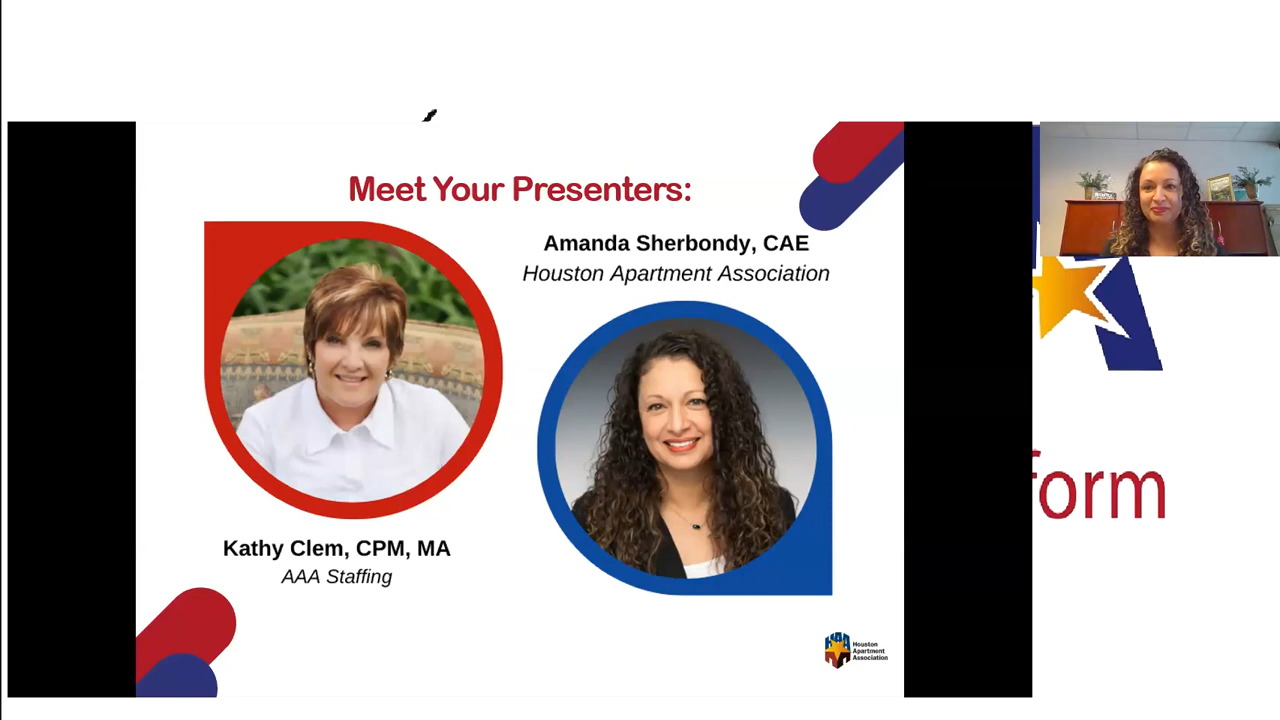 Meet Your Presenters:
Amanda Sherbondy, CAE
Houston Apartment Association
Kathy Clem, CPM, MA
AAA Staffing
form
Houston
Apartment
Association